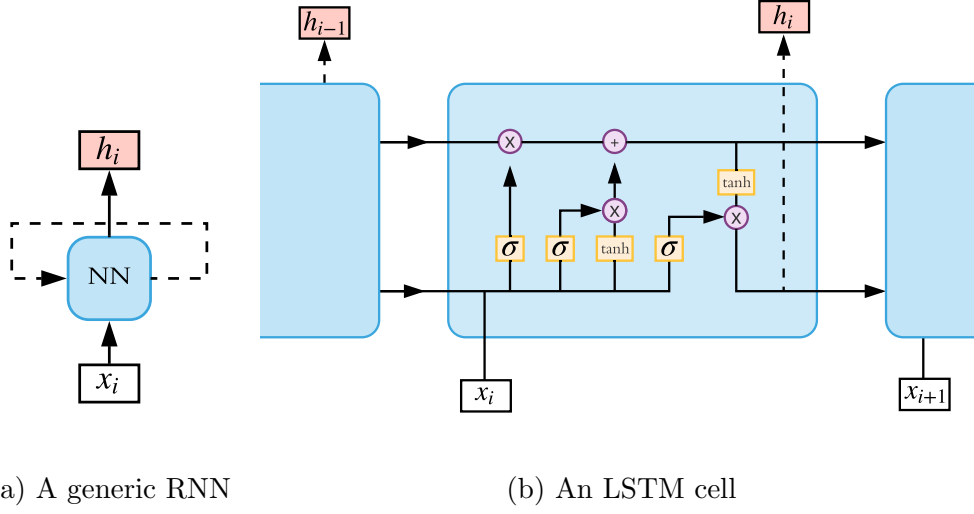 h_{i-1}
h_i
h_i
X
+
tanh
X
X
σ
σ
tanh
σ
NN
x_i
x_i
x_{i+1}
a) A generic RNN
(b) An LSTM cell